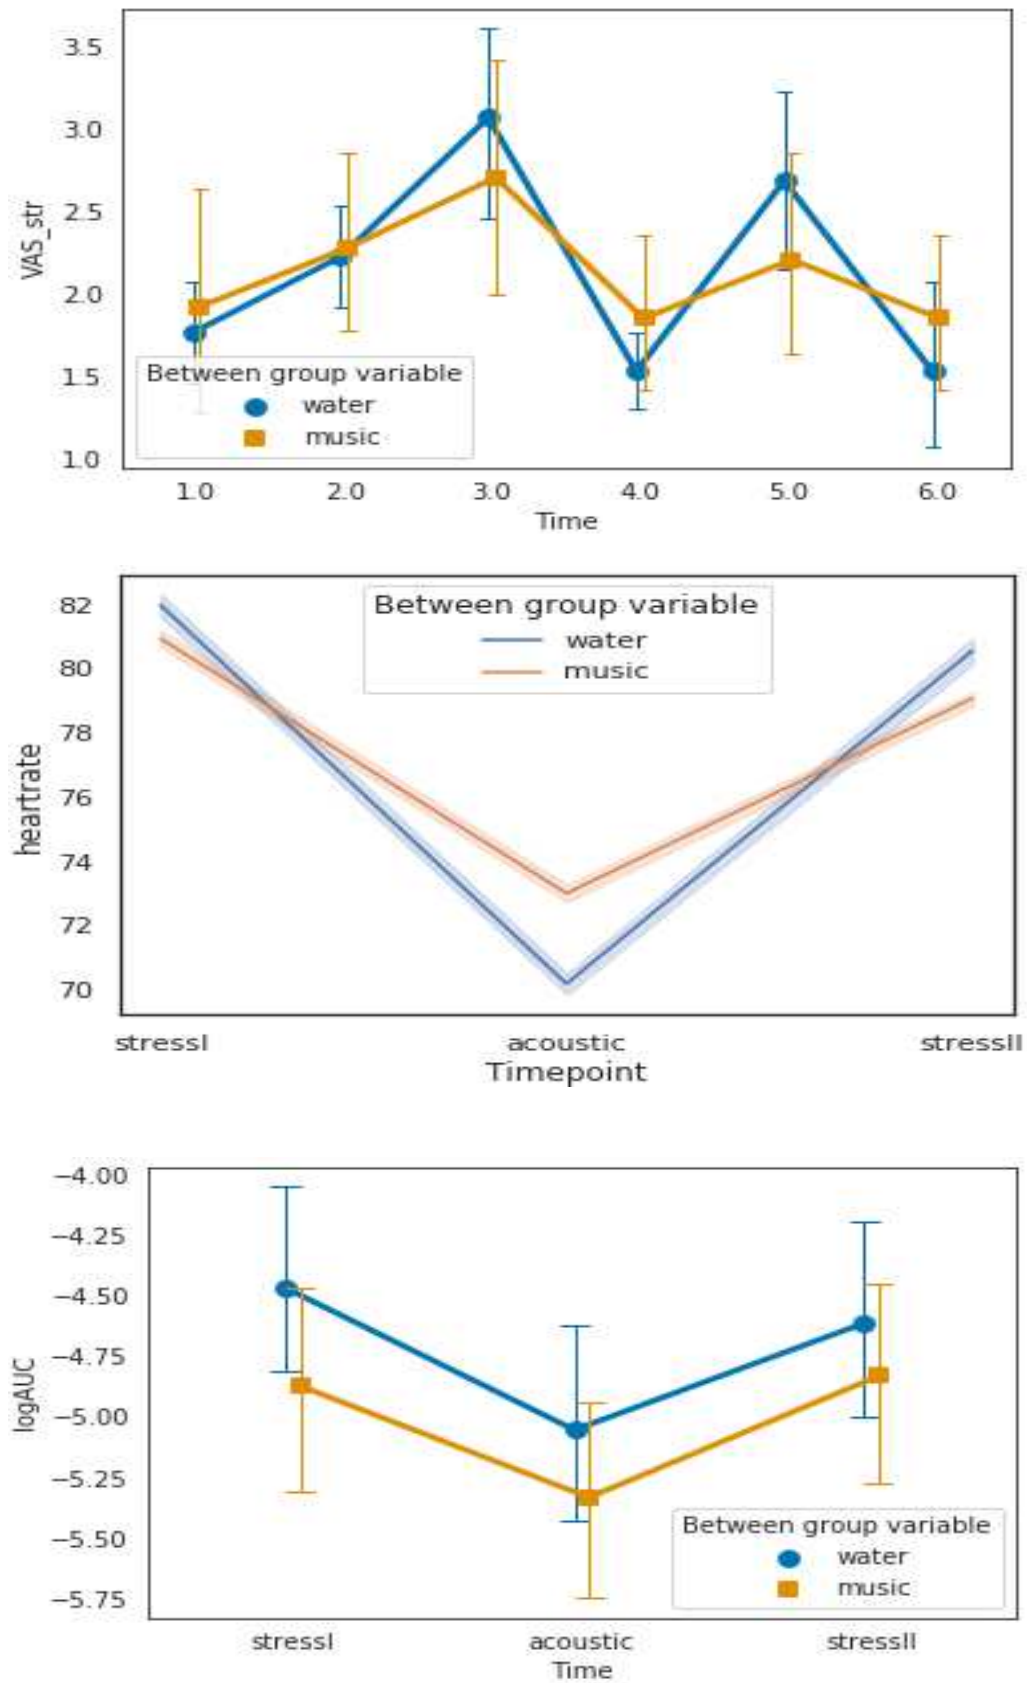 3.5
3.0
2.5
2.0
1.5
1.0
VAS_str
Between group variable
water
music
1.0 2.0 3.0 4.0 5.0 6.0
Time
82
80
78
76
74
72
70
heartrate
Between group variable
water
music
stressI acoustic stressII
Timepoint
−4.00
−4.25
−4.50
−4.75
−5.00
−5.25
−5.50
−5.75
logAUC
Between group variable
water
music
stressI acoustic stressII
Time